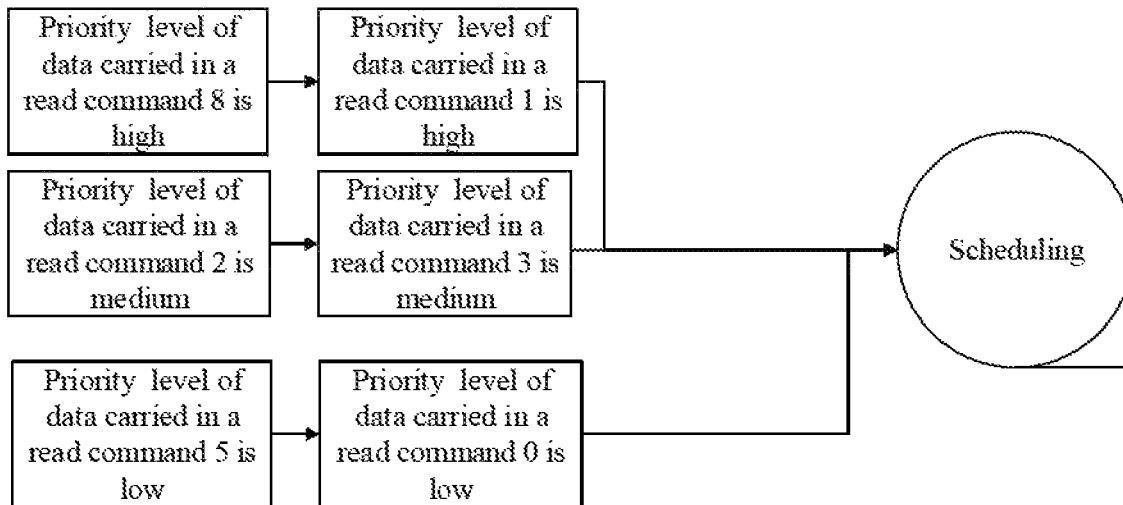 Priority level of
data carried in a
read command 8 is
high
Priority level of
data carried in a
read command 1 is
high
Priority level of
data carried in a
read command 2 is
medium
Priority level of
data carried in a
read command 3 is
medium
Scheduling
Priority level of
data carried in a
read command 5 is
low
Priority level of
data carried in a
read command 0 is
low